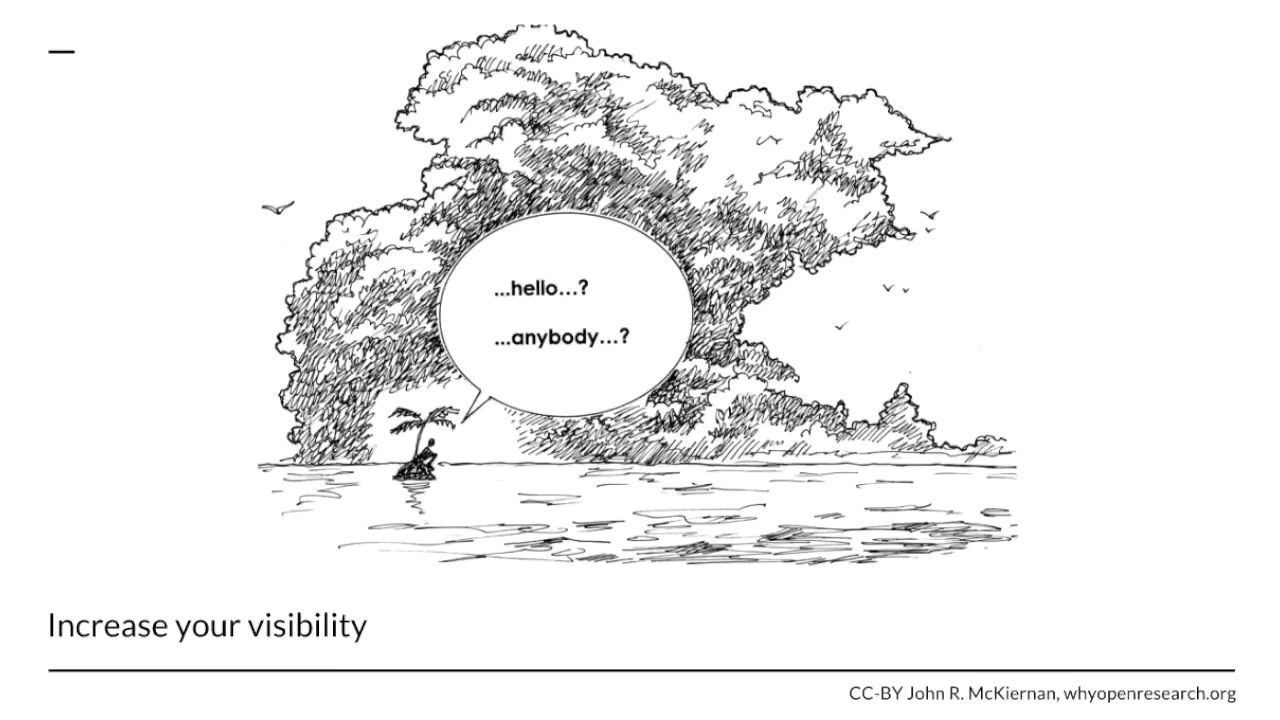 ...hello...?
...anybody...?
Increase your visibility
CC-BY John R. McKiernan, whyopenresearch.org